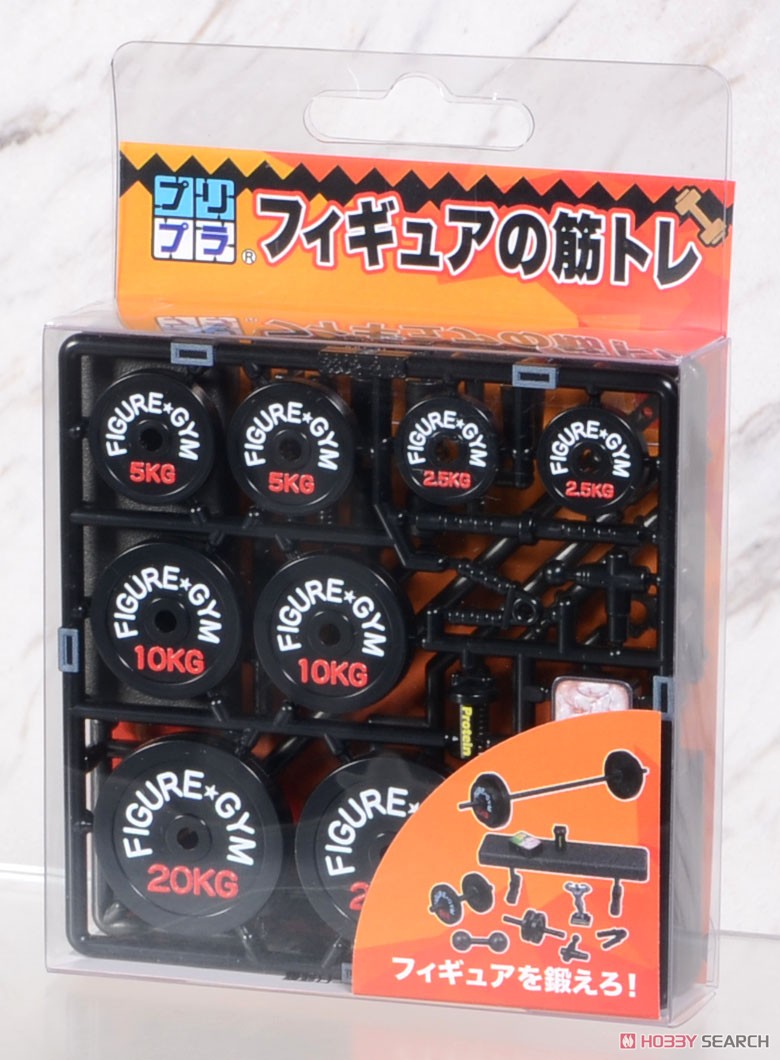 プリ
プラ®
フィギュアの筋トレ
FIGURE★GYM
5KG
FIGURE★GYM
5KG
FIGURE★GYM
2.5KG
FIGURE★GYM
2.5KG
FIGURE★GYM
10KG
FIGURE★GYM
10KG
Protein
FIGURE★GYM
20KG
FIGURE★
2
フィギュアを鍛えろ!
HOBBY SEARCH